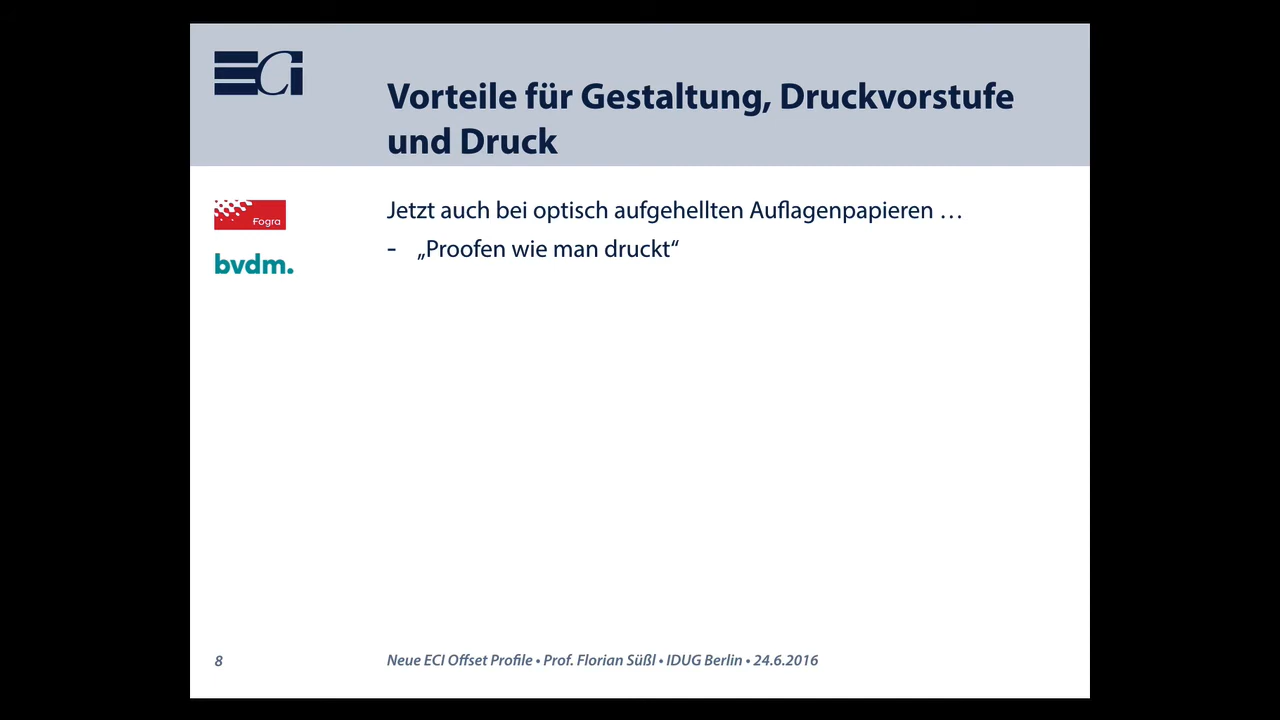 ECI
Vorteile für Gestaltung, Druckvorstufe
und Druck
Fogra
bvdm.
Jetzt auch bei optisch aufgehellten Auflagenpapieren …
- „Proofen wie man druckt“
8
Neue ECI Offset Profile • Prof. Florian Süßl • IDUG Berlin • 24.6.2016